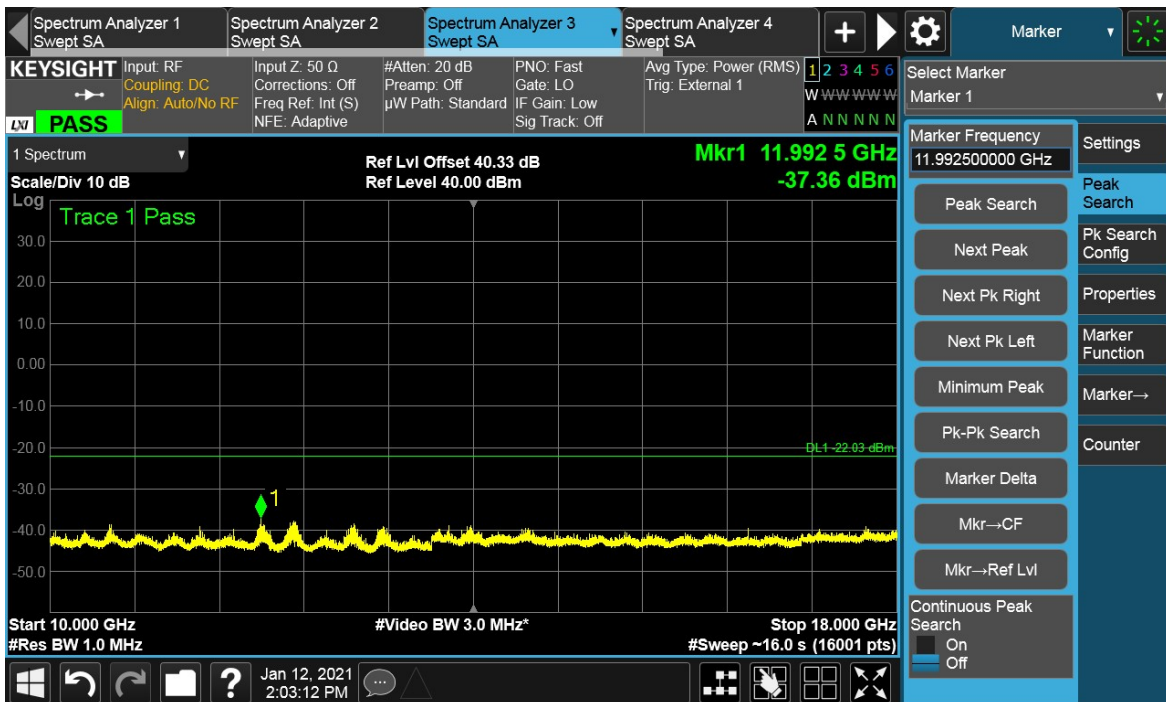 Spectrum Analyzer 1
Swept SA
Spectrum Analyzer 2
Swept SA
Spectrum Analyzer 3
Swept SA
Spectrum Analyzer 4
Swept SA
+
Marker
KEYSIGHT
LXI
PASS
Input: RF
Coupling: DC
Align: Auto/No RF
Input Z: 50 Ω
Corrections: Off
Freq Ref: Int (S)
NFE: Adaptive
#Atten: 20 dB
Preamp: Off
µW Path: Standard
PNO: Fast
Gate: LO
IF Gain: Low
Sig Track: Off
Avg Type: Power (RMS)
Trig: External 1
1 2 3 4 5 6
W W W W W W
A N N N N N
Select Marker
Marker 1
1 Spectrum
Scale/Div 10 dB
Ref Lvl Offset 40.33 dB
Ref Level 40.00 dBm
Mkr1 11.992 5 GHz
-37.36 dBm
Log
Trace 1 Pass
30.0
20.0
10.0
0.00
-10.0
-20.0
-30.0
-40.0
-50.0
DL1 -22.03 dBm
1
Start 10.000 GHz
#Res BW 1.0 MHz
#Video BW 3.0 MHz*
Stop 18.000 GHz
#Sweep ~16.0 s (16001 pts)
Marker Frequency
11.992500000 GHz
Peak Search
Next Peak
Next Pk Right
Next Pk Left
Minimum Peak
Pk-Pk Search
Marker Delta
Mkr→CF
Mkr→Ref Lvl
Continuous Peak
Search
On
Off
Settings
Peak
Search
Pk Search
Config
Properties
Marker
Function
Marker→
Counter
?
Jan 12, 2021
2:03:12 PM